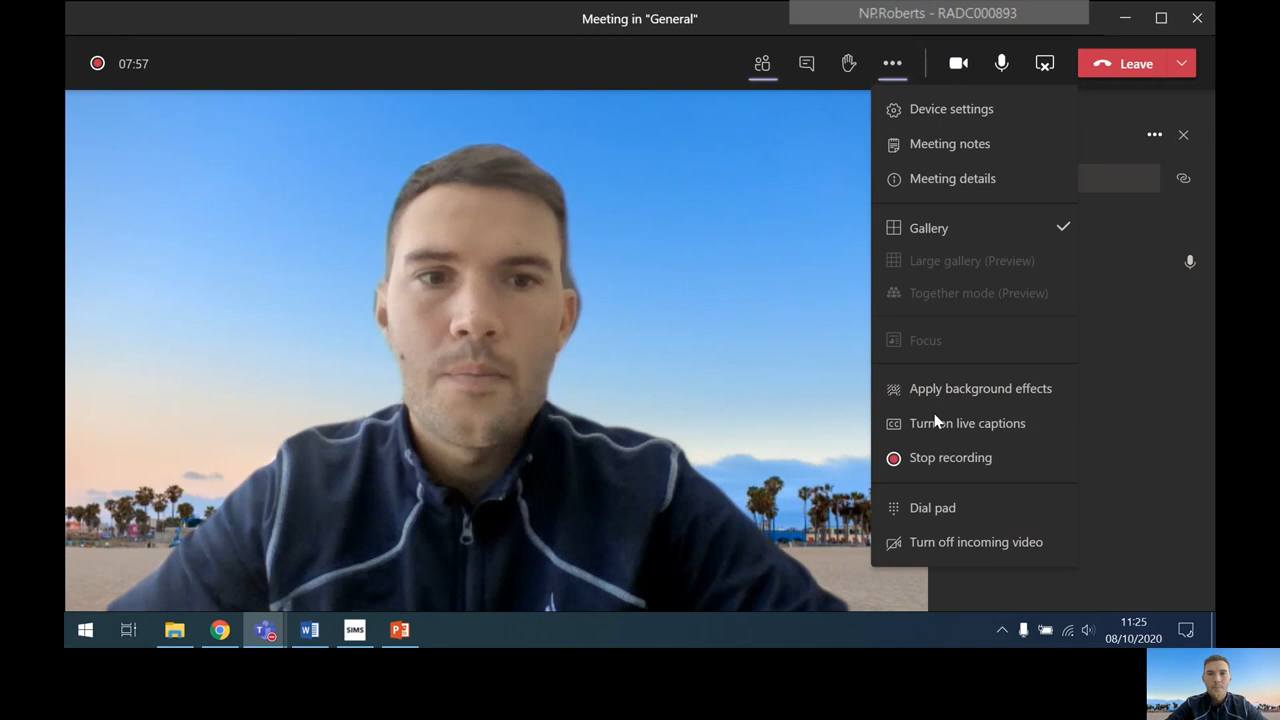 Meeting in "General"
NP.Roberts - RADC000893
07:57
Leave
Device settings
Meeting notes
Meeting details
Gallery
Large gallery (Preview)
Together mode (Preview)
Focus
Apply background effects
CC Turn on live captions
Stop recording
Dial pad
Turn off incoming video
SIMS
11:25
08/10/2020